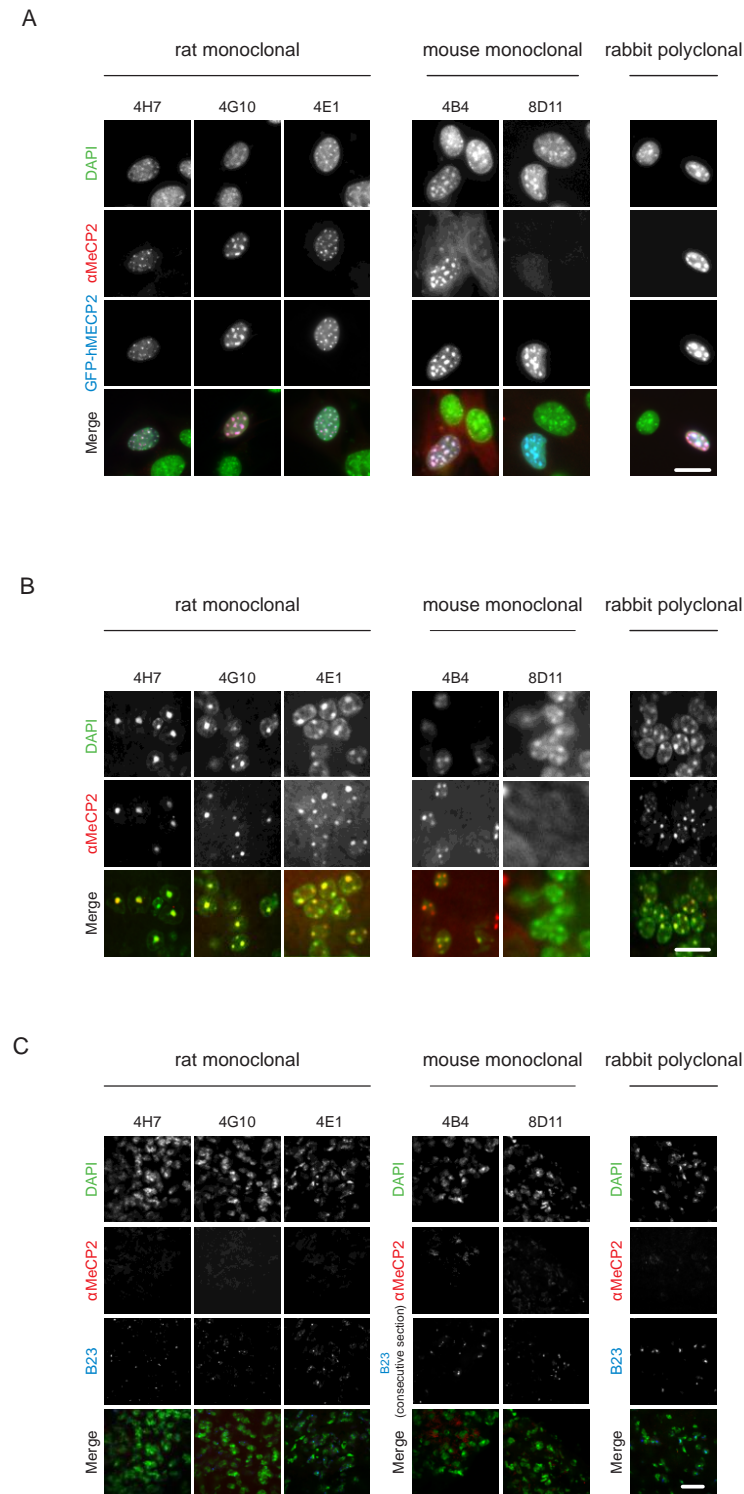 A
rat monoclonal
mouse monoclonal
rabbit polyclonal
4H7
4G10
4E1
4B4
8D11
DAPI
αMeCP2
GFP-hMECP2
Merge
B
rat monoclonal
mouse monoclonal
rabbit polyclonal
4H7
4G10
4E1
4B4
8D11
DAPI
αMeCP2
Merge
C
rat monoclonal
mouse monoclonal
rabbit polyclonal
4H7
4G10
4E1
4B4
8D11
DAPI
DAPI
DAPI
αMeCP2
αMeCP2
αMeCP2
B23
B23
(consecutive section)
B23
Merge
Merge
Merge